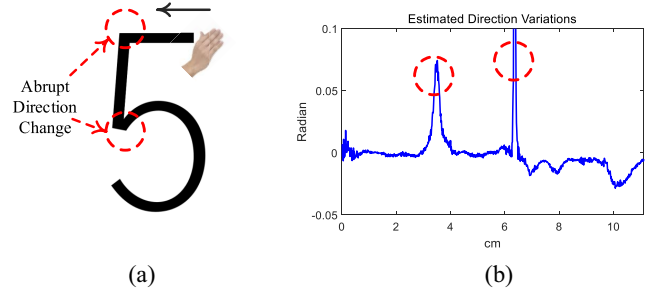 Abrupt
Direction
Change
(a)
Estimated Direction Variations
Radian
0.1
0.05
0
-0.05
0
2
4
6
8
10
cm
(b)
5